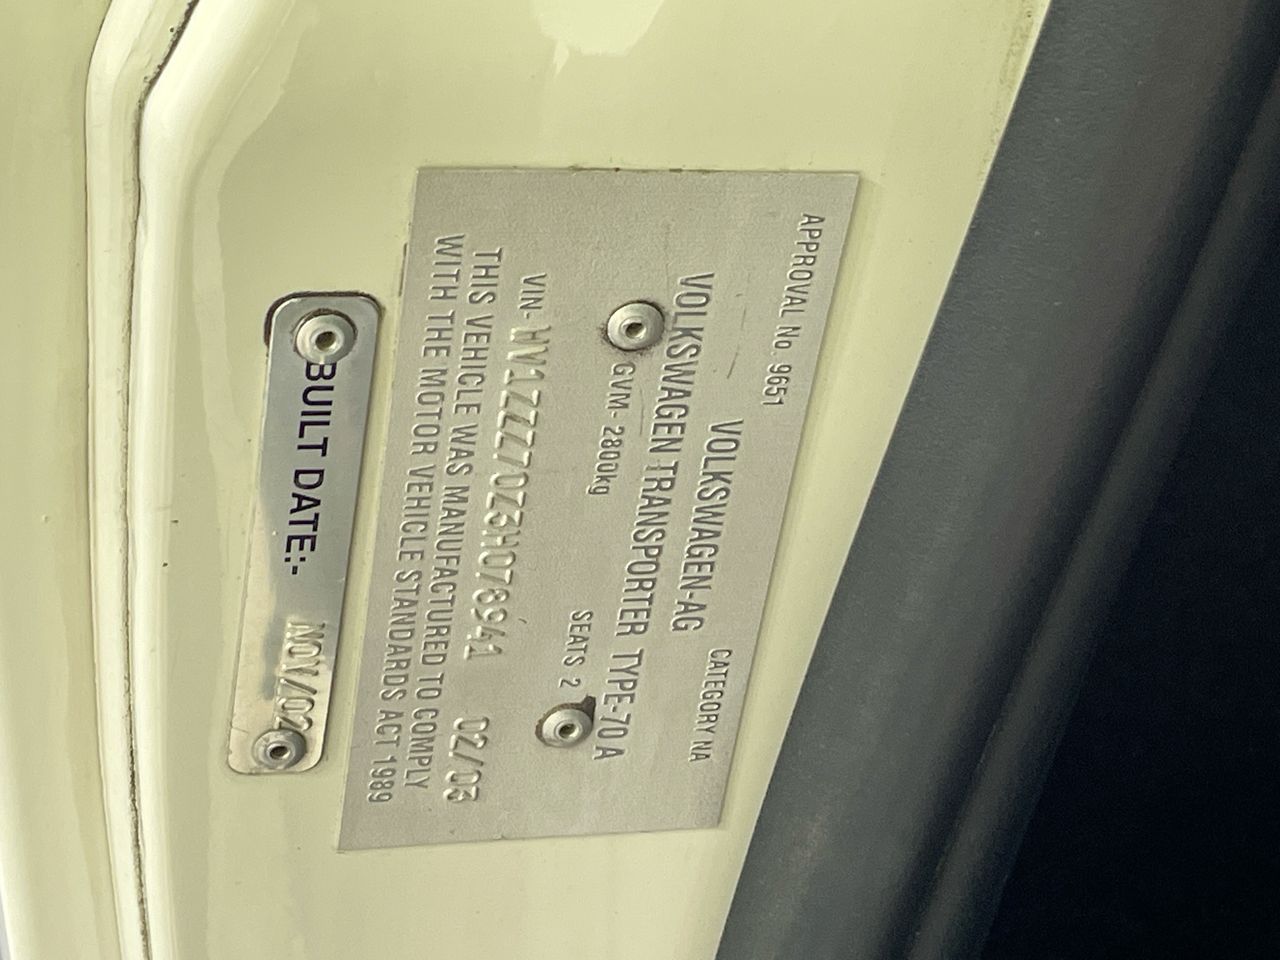 APPROVAL No. 9651
VOLKSWAGEN-AG CATEGORY NA
VOLKSWAGEN TRANSPORTER TYPE-70A
GVM- 2800kg SEATS 2
VIN- WV1ZZZ70Z3H078941 02/03
THIS VEHICLE WAS MANUFACTURED TO COMPLY
WITH THE MOTOR VEHICLE STANDARDS ACT 1989
BUILT DATE:- NOV/02